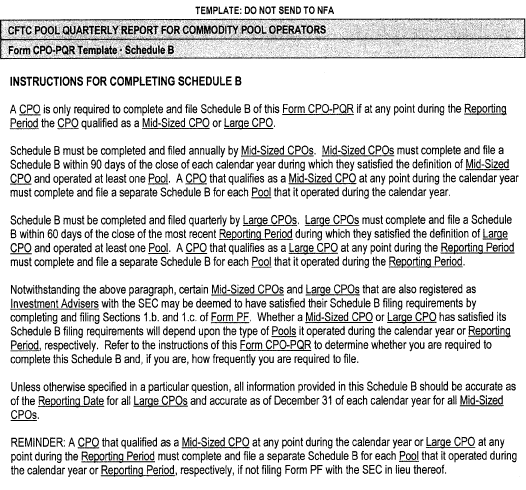 TEMPLATE: DO NOT SEND TO NFA
CFTC POOL QUARTERLY REPORT FOR COMMODITY POOL OPERATORS
Form CPO-PQR Template · Schedule B
INSTRUCTIONS FOR COMPLETING SCHEDULE B
A CPO is only required to complete and file Schedule B of this Form CPO-PQR if at any point during the Reporting
Period the CPO qualified as a Mid-Sized CPO or Large CPO.
Schedule B must be completed and filed annually by Mid-Sized CPOs. Mid-Sized CPOs must complete and file a
Schedule B within 90 days of the close of each calendar year during which they satisfied the definition of Mid-Sized
CPO and operated at least one Pool. A CPO that qualifies as a Mid-Sized CPO at any point during the calendar year
must complete and file a separate Schedule B for each Pool that it operated during the calendar year.
Schedule B must be completed and filed quarterly by Large CPOs. Large CPOs must complete and file a Schedule
B within 60 days of the close of the most recent Reporting Period during which they satisfied the definition of Large
CPO and operated at least one Pool. A CPO that qualifies as a Large CPO at any point during the Reporting Period
must complete and file a separate Schedule B for each Pool that it operated during the Reporting Period.
Notwithstanding the above paragraph, certain Mid-Sized CPOs and Large CPOs that are also registered as
Investment Advisers with the SEC may be deemed to have satisfied their Schedule B filing requirements by
completing and filing Sections 1.b. and 1.c. of Form PF. Whether a Mid-Sized CPO or Large CPO has satisfied its
Schedule B filing requirements will depend upon the type of Pools it operated during the calendar year or Reporting
Period, respectively. Refer to the instructions of this Form CPO-PQR to determine whether you are required to
complete this Schedule B and, if you are, how frequently you are required to file.
Unless otherwise specified in a particular question, all information provided in this Schedule B should be accurate as
of the Reporting Date for all Large CPOs and accurate as of December 31 of each calendar year for all Mid-Sized
CPOs.
REMINDER: A CPO that qualified as a Mid-Sized CPO at any point during the calendar year or Large CPO at any
point during the Reporting Period must complete and file a separate Schedule B for each Pool that it operated during
the calendar year or Reporting Period, respectively, if not filing Form PF with the SEC in lieu thereof.